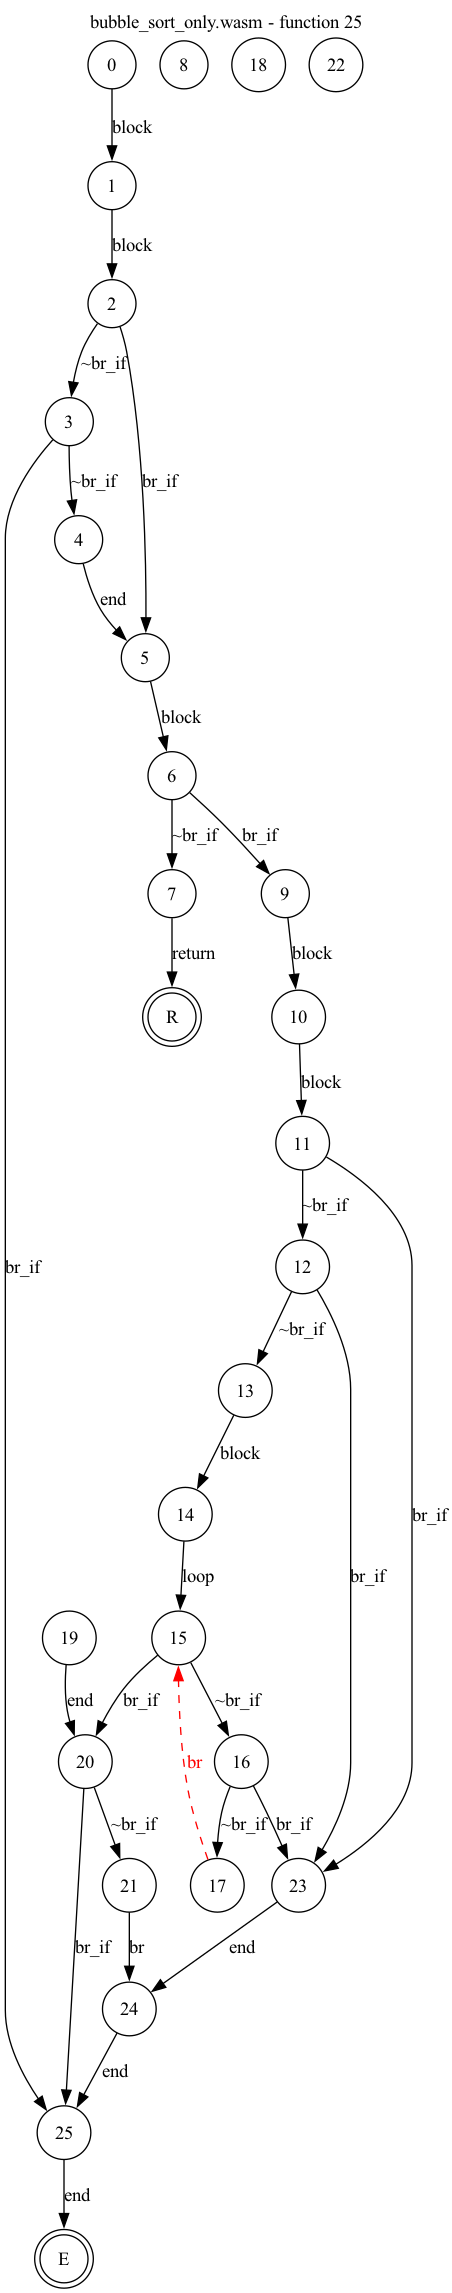 bubble_sort_only.wasm - function 25
0 8 18 22
block
1
block
2
~br_if
3
~br_if br_if
4
end
5
block
6
~br_if br_if
7 9
return block
R 10
block
11
~br_if
br_if 12
~br_if
13
block
14
loop br_if br_if
19 15
end br_if ~br_if
20 br 16
~br_if ~br_if br_if
21 17 23
br_if br end
24
end
25
end
E